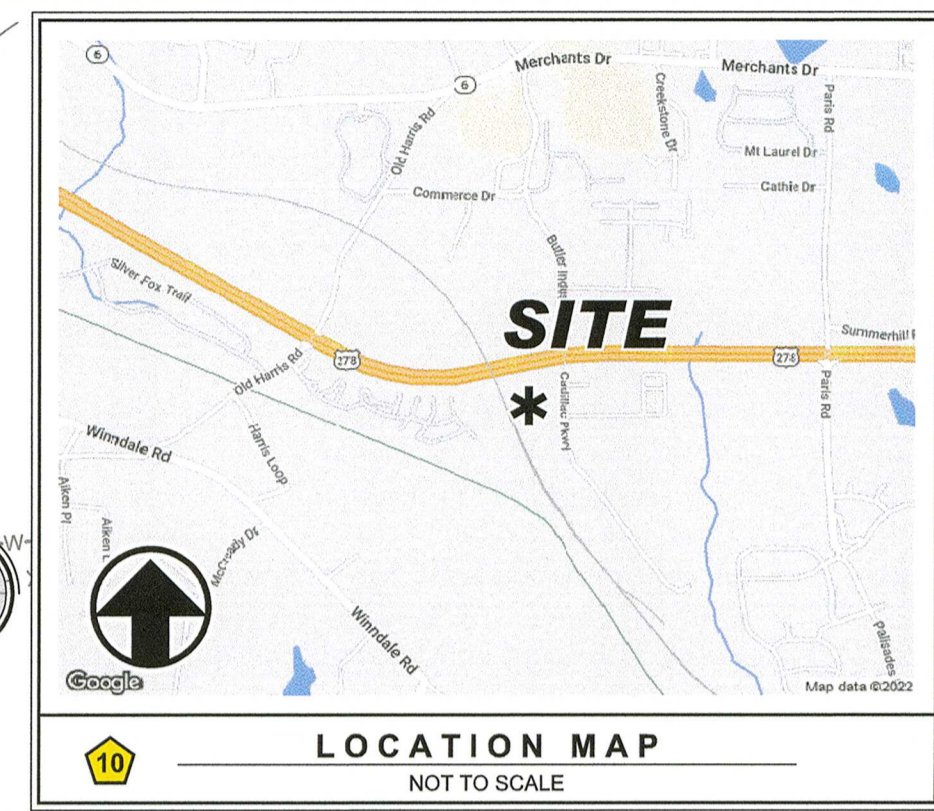 6
Merchants Dr
Merchants Dr
6
Creekstone Dr
Paris Rd
Old Harris Rd
Mt Laurel Dr
Commerce Dr
Cathie Dr
Butler Indus
Silver Fox Trail
SITE
Summerhill
278
278
Old Harris Rd
*
Cadillac Pkwy
Paris Rd
Winndale Rd
Harris Loop
Aiken Pl
Aiken L
W
McCready Dr
Winndale Rd
Palisades
Google
Map data ©2022
10
LOCATION MAP
NOT TO SCALE